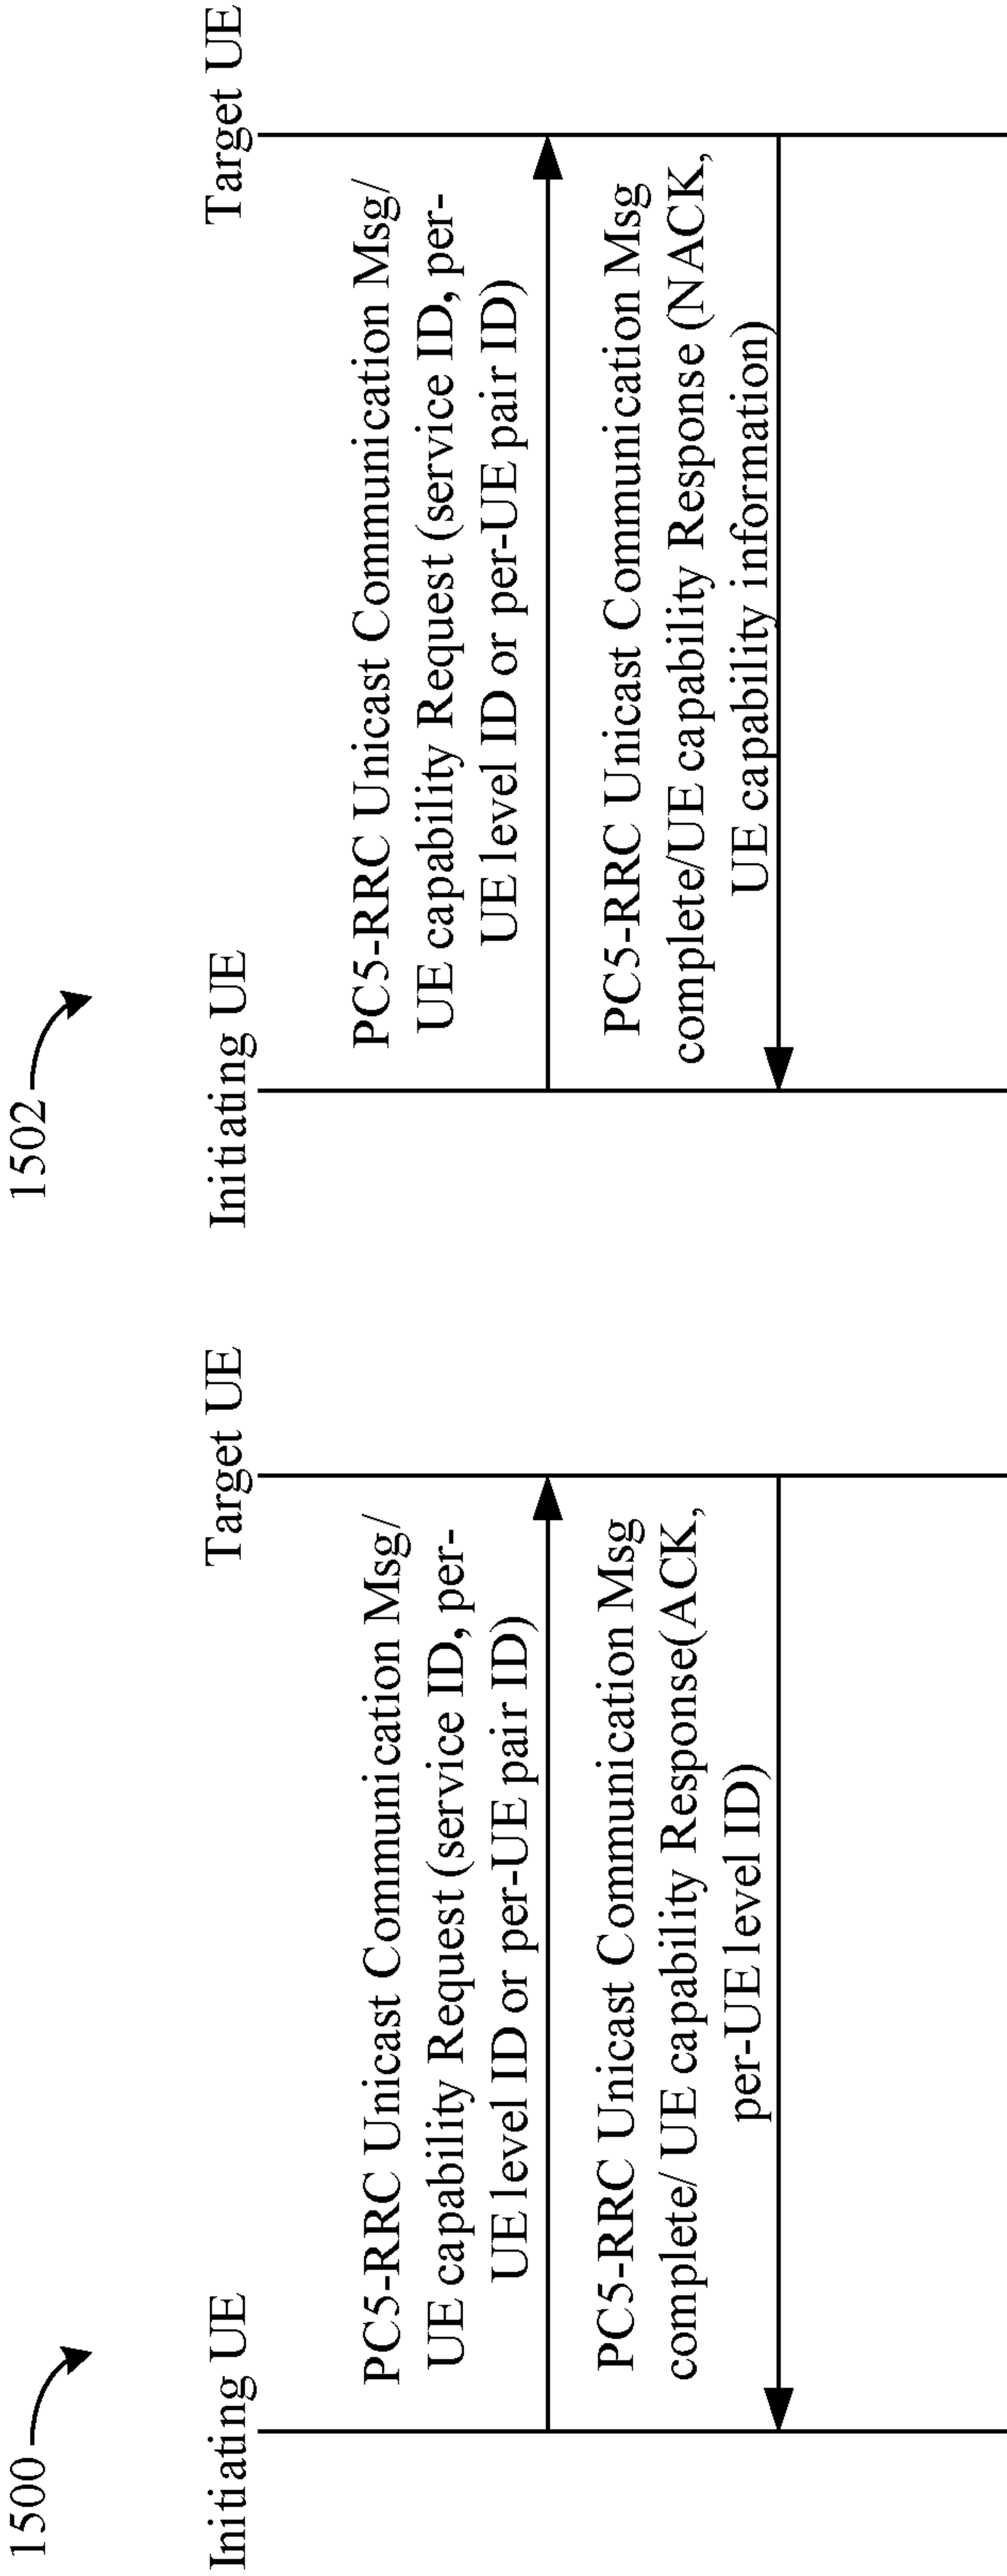 1500
Initiating UE
Target UE
PC5-RRC Unicast Communication Msg/
UE capability Request (service ID, per-
UE level ID or per-UE pair ID)
PC5-RRC Unicast Communication Msg
complete/ UE capability Response(ACK,
per-UE level ID)
1502
Initiating UE
Target UE
PC5-RRC Unicast Communication Msg/
UE capability Request (service ID, per-
UE level ID or per-UE pair ID)
PC5-RRC Unicast Communication Msg
complete/UE capability Response (NACK,
UE capability information)